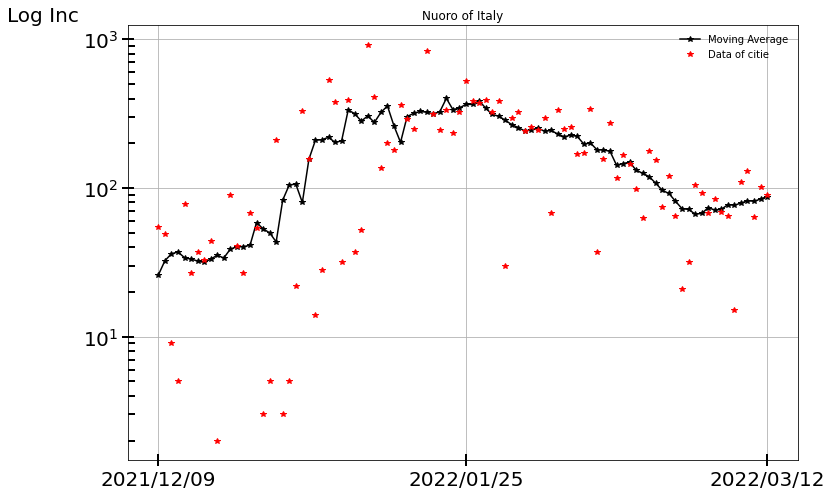 Log Inc
Nuoro of Italy
Moving Average
Data of citie
10³
10²
10¹
2021/12/09
2022/01/25
2022/03/12